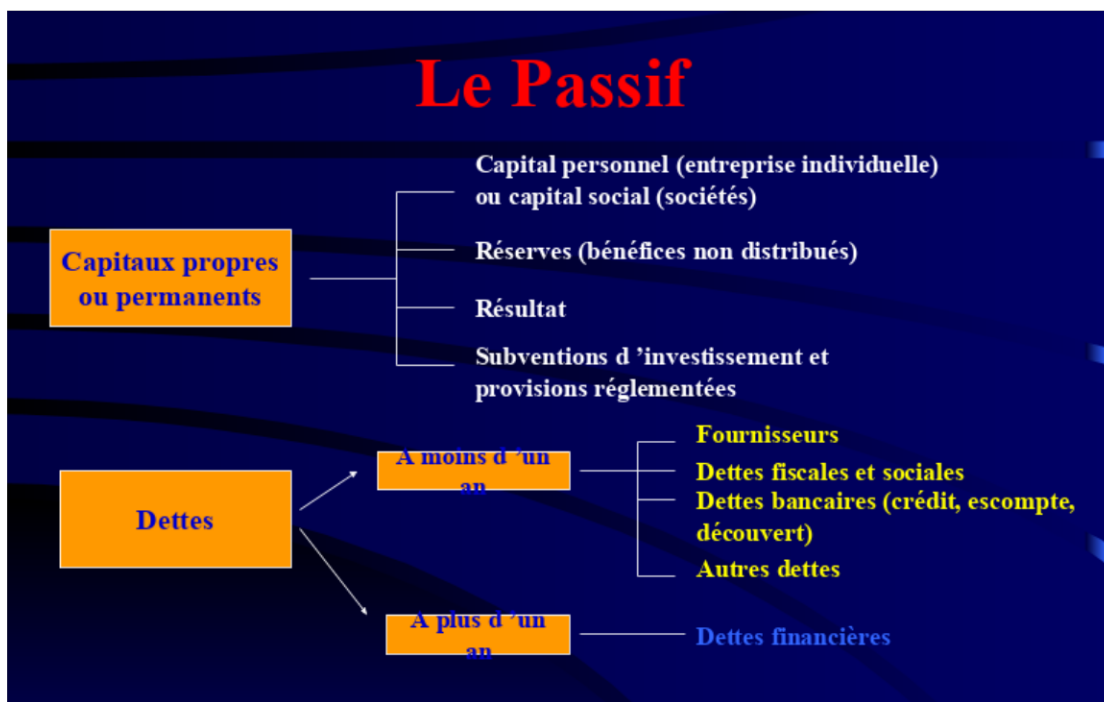 Le Passif
Capital personnel (entreprise individuelle)
ou capital social (sociétés)
Capitaux propres
ou permanents
Réserves (bénéfices non distribués)
Résultat
Subventions d ’investissement et
provisions réglementées
Dettes
A moins d ’un
an
Fournisseurs
Dettes fiscales et sociales
Dettes bancaires (crédit, escompte,
découvert)
Autres dettes
A plus d ’un
an
Dettes financières